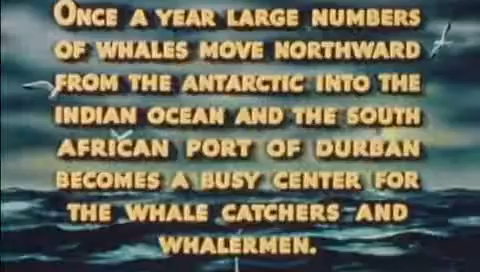 ONCE A YEAR LARGE NUMBERS
OF WHALES MOVE NORTHWARD
FROM THE ANTARCTIC INTO THE
INDIAN OCEAN AND THE SOUTH
AFRICAN PORT OF DURBAN
BECOMES A BUSY CENTER FOR
THE WHALE CATCHERS AND
WHALERMEN.